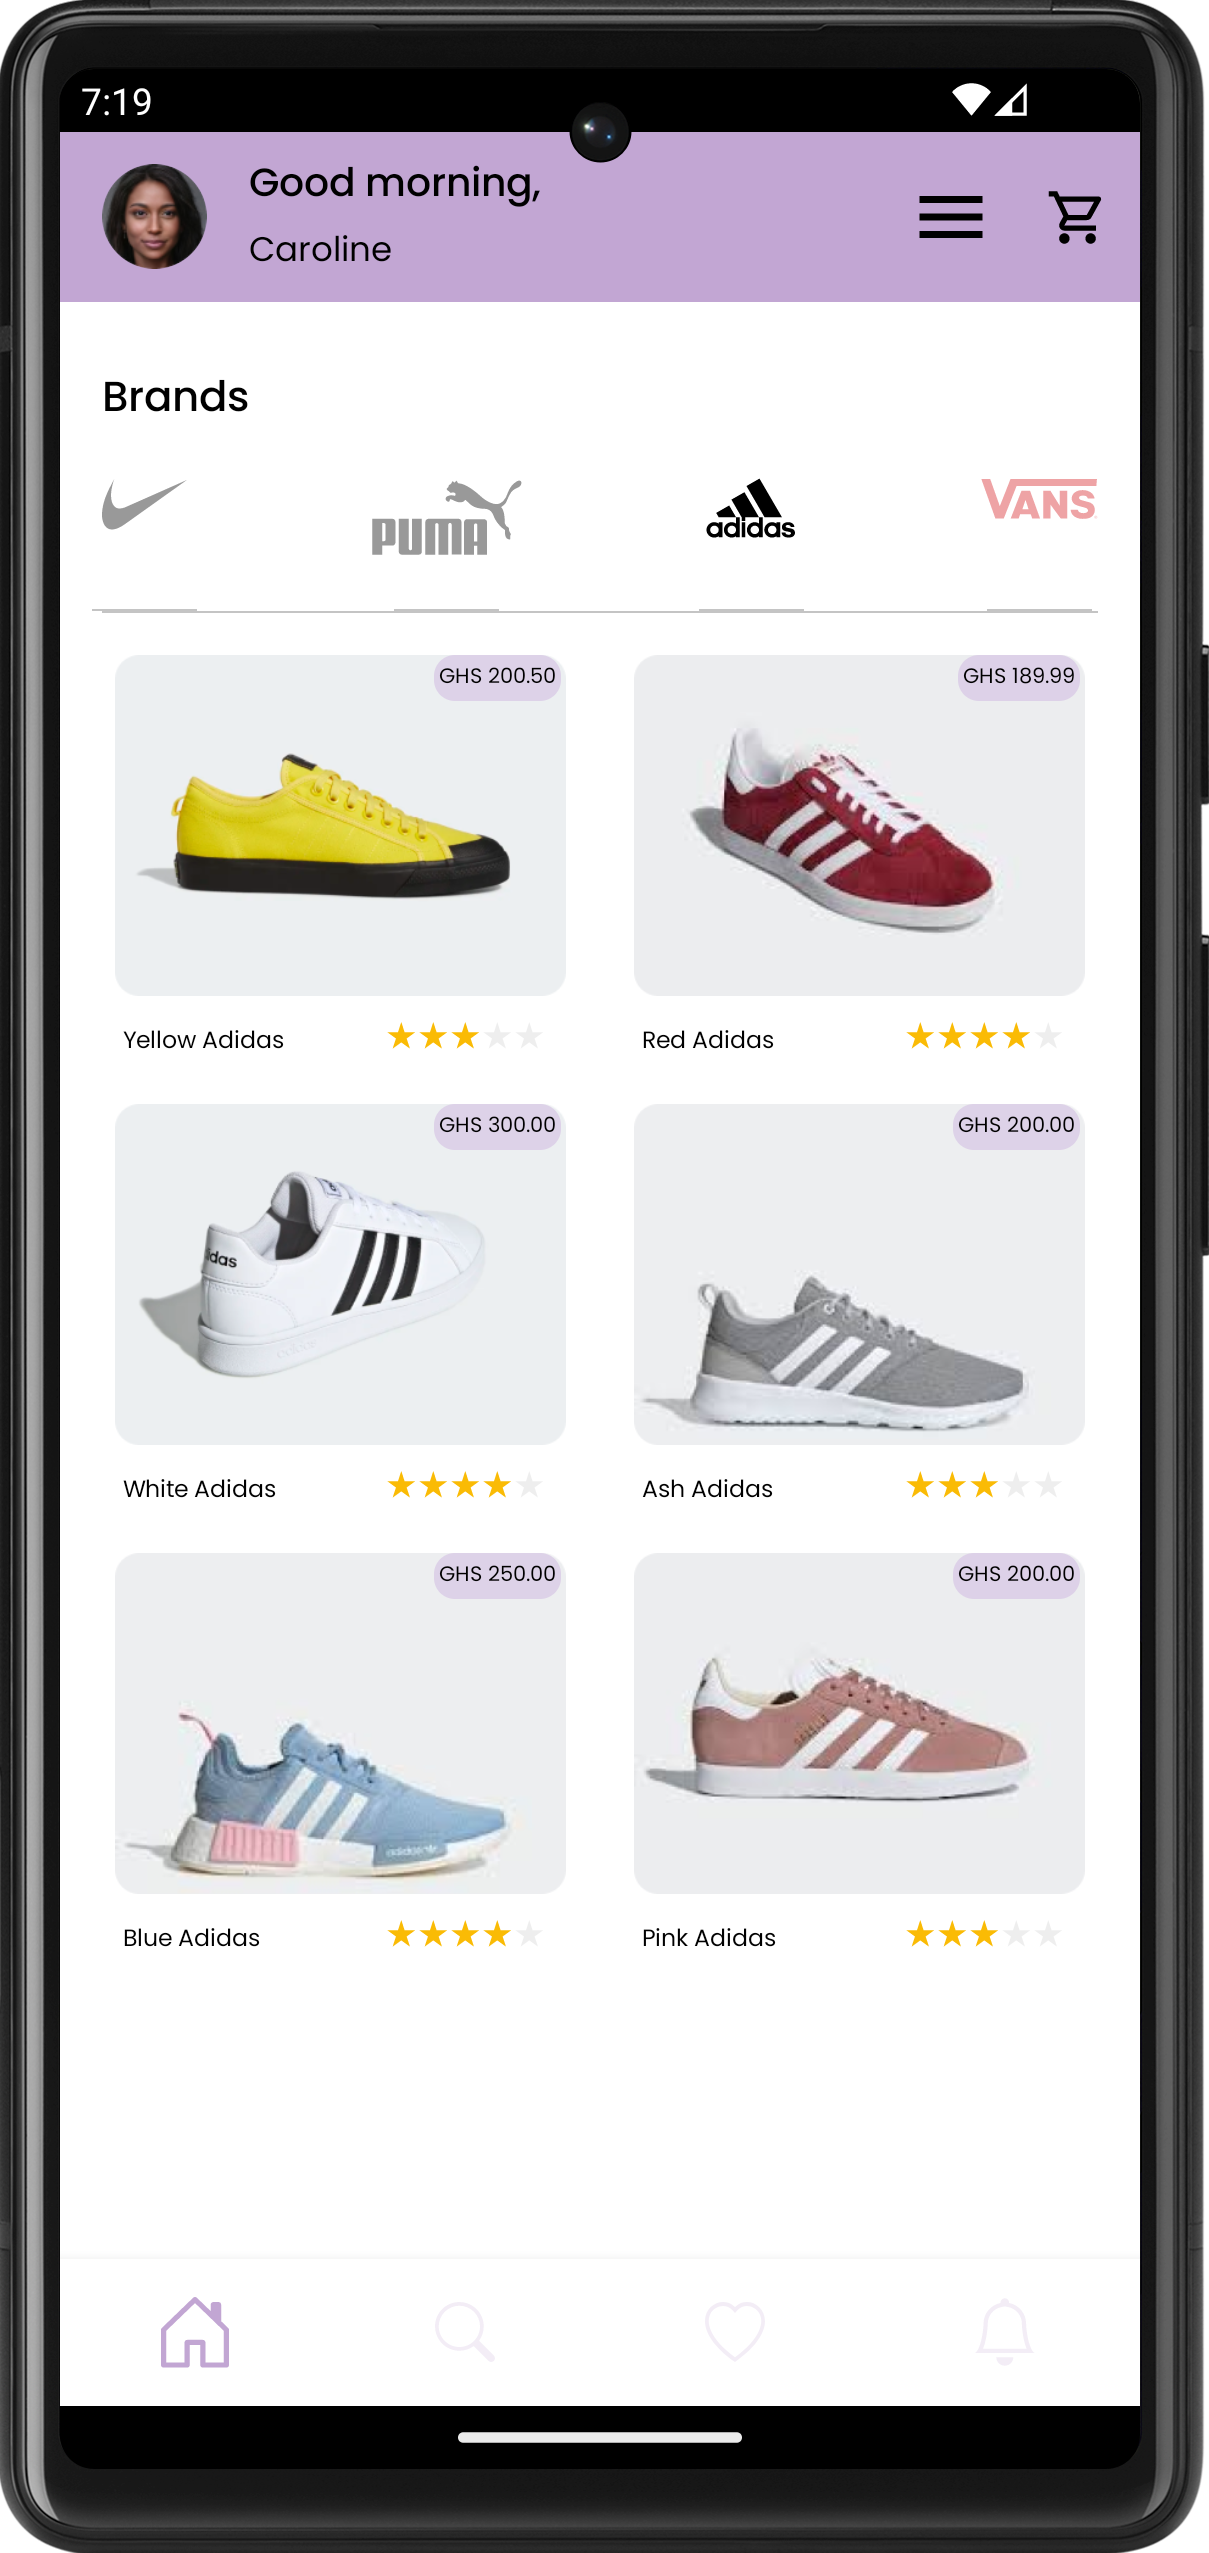 7:19
Good morning,
Caroline
Brands
PUMA
adidas
VANS
GHS 200.50
GHS 189.99
Yellow Adidas
Red Adidas
GHS 300.00
GHS 200.00
idas
White Adidas
Ash Adidas
GHS 250.00
GHS 200.00
adidas
Blue Adidas
Pink Adidas